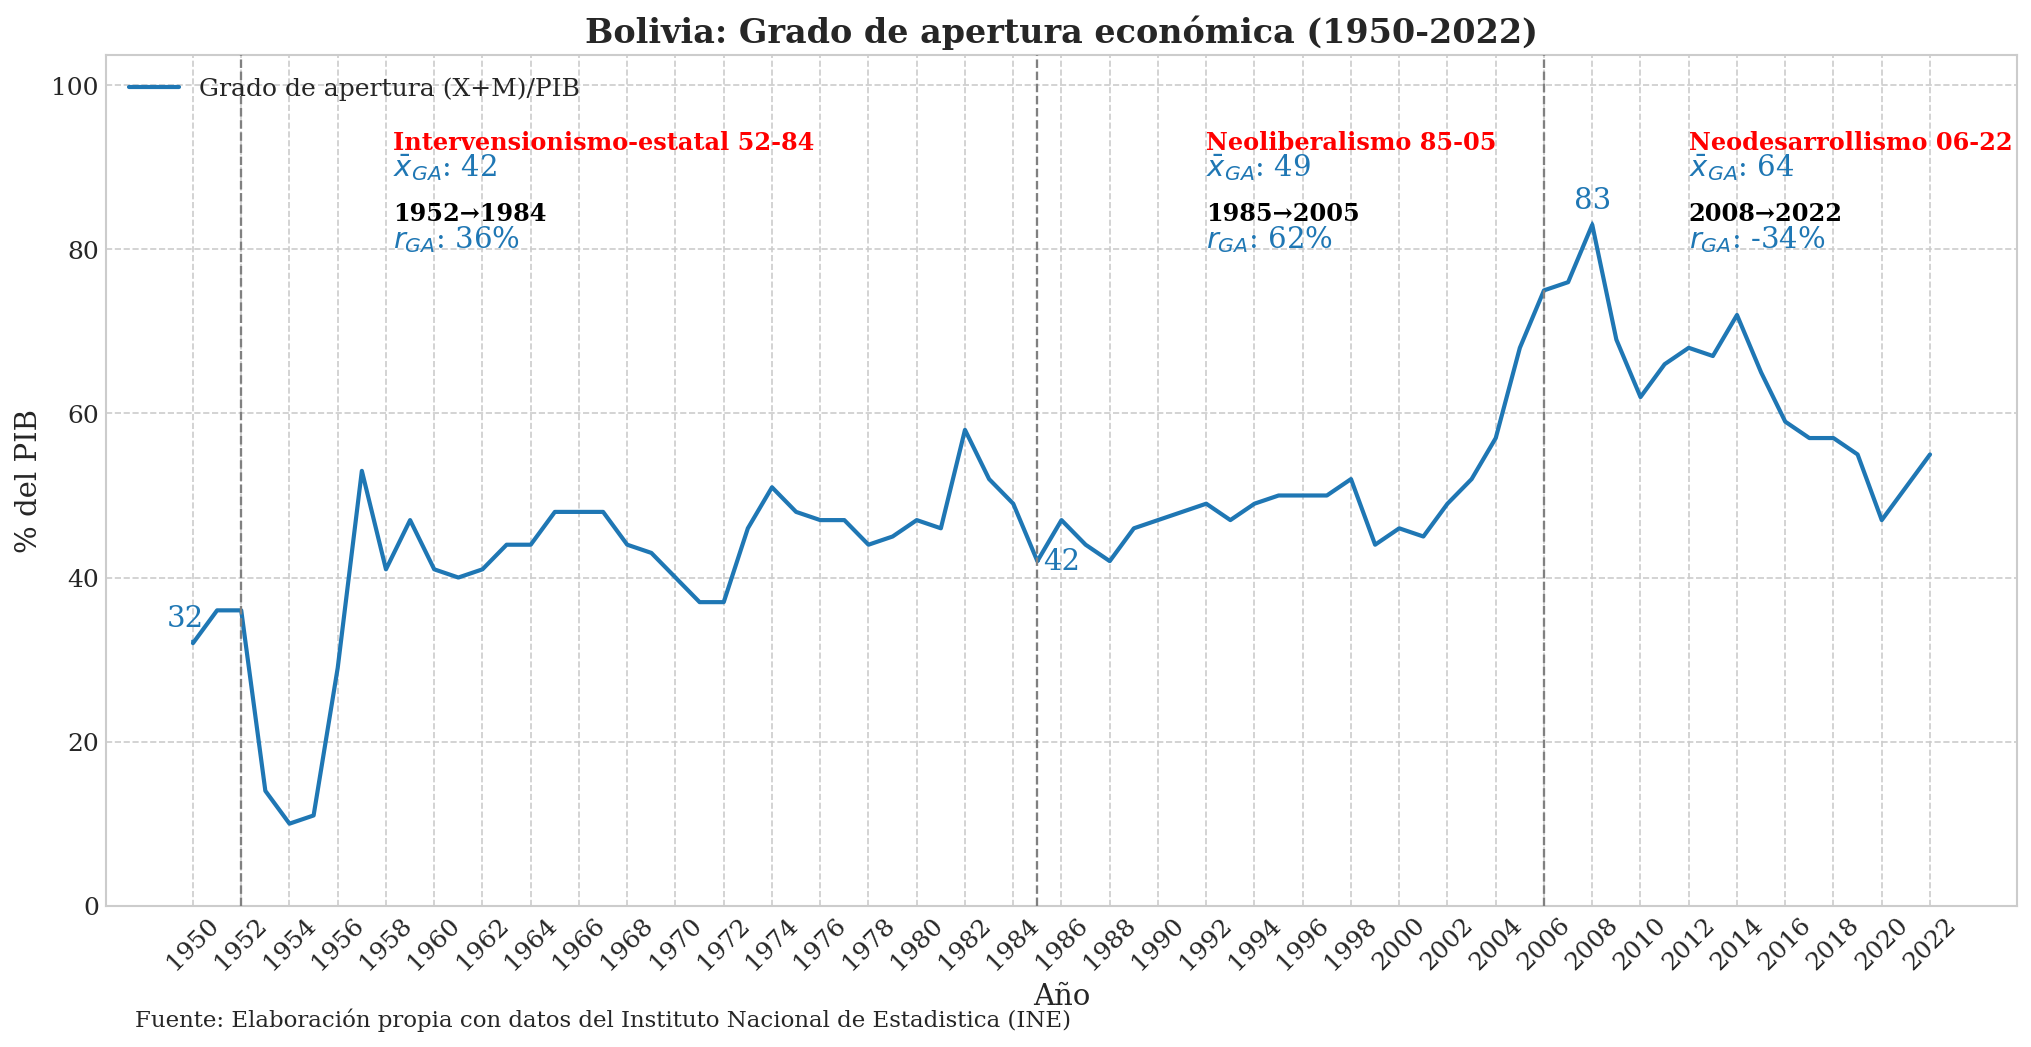 Bolivia: Grado de apertura económica (1950-2022)
Grado de apertura (X+M)/PIB
Intervensionismo-estatal 52-84
x̄GA: 42
1952→1984
rGA: 36%
Neoliberalismo 85-05
x̄GA: 49
1985→2005
rGA: 62%
Neodesarrollismo 06-22
x̄GA: 64
2008→2022
rGA: -34%
32
42
83
% del PIB
100
80
60
40
20
0
1950 1952 1954 1956 1958 1960 1962 1964 1966 1968 1970 1972 1974 1976 1978 1980 1982 1984 1986 1988 1990 1992 1994 1996 1998 2000 2002 2004 2006 2008 2010 2012 2014 2016 2018 2020 2022
Año
Fuente: Elaboración propia con datos del Instituto Nacional de Estadistica (INE)